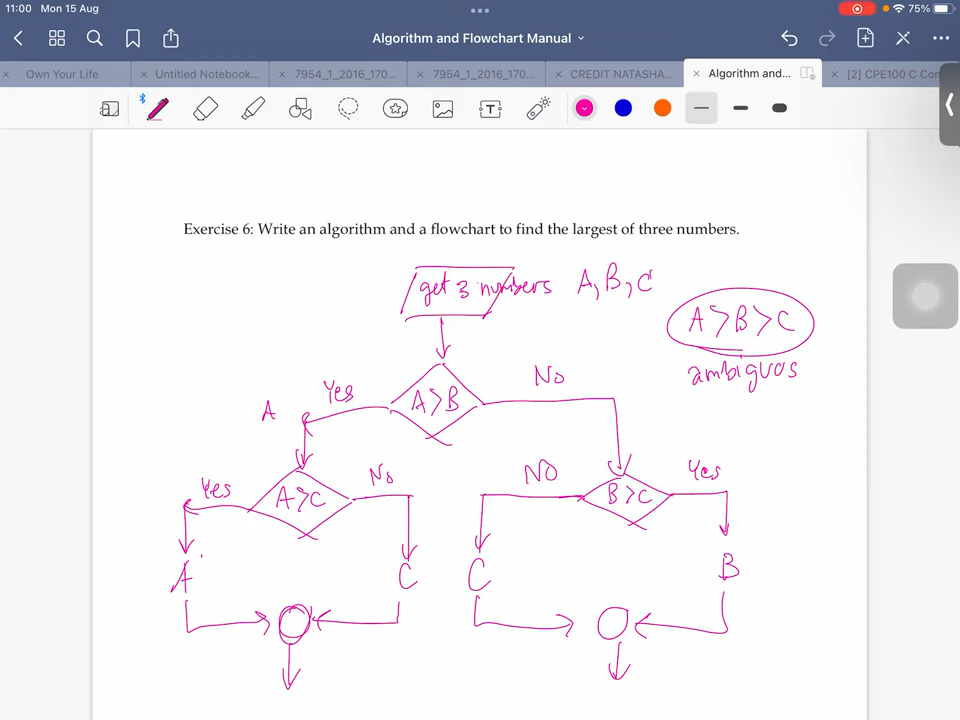 11:00 Mon 15 Aug
75%
Algorithm and Flowchart Manual
Own Your Life
Untitled Notebook...
7954_1_2016_170...
7954_1_2016_170...
CREDIT NATASHA...
Algorithm and...
[2] CPE100 C Con
Exercise 6: Write an algorithm and a flowchart to find the largest of three numbers.
get 3 numbers A, B, C
A > B > C
ambiguos
Yes
A > B
No
A
Yes
A > C
No
NO
B > C
Yes
A
C
C
B